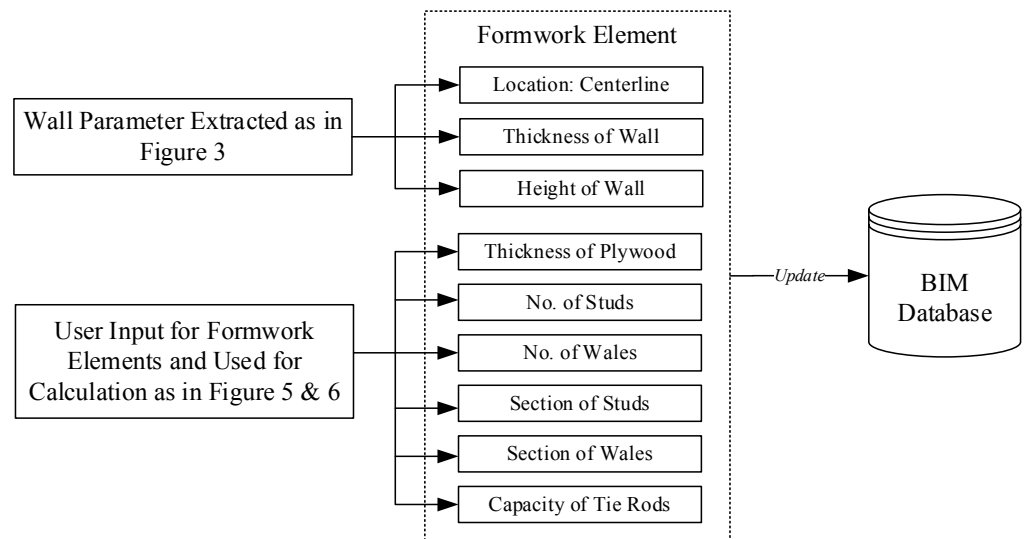 Formwork Element
Wall Parameter Extracted as in
Figure 3
Location: Centerline
Thickness of Wall
Height of Wall
User Input for Formwork
Elements and Used for
Calculation as in Figure 5 & 6
Thickness of Plywood
No. of Studs
No. of Wales
Section of Studs
Section of Wales
Capacity of Tie Rods
Update
BIM
Database